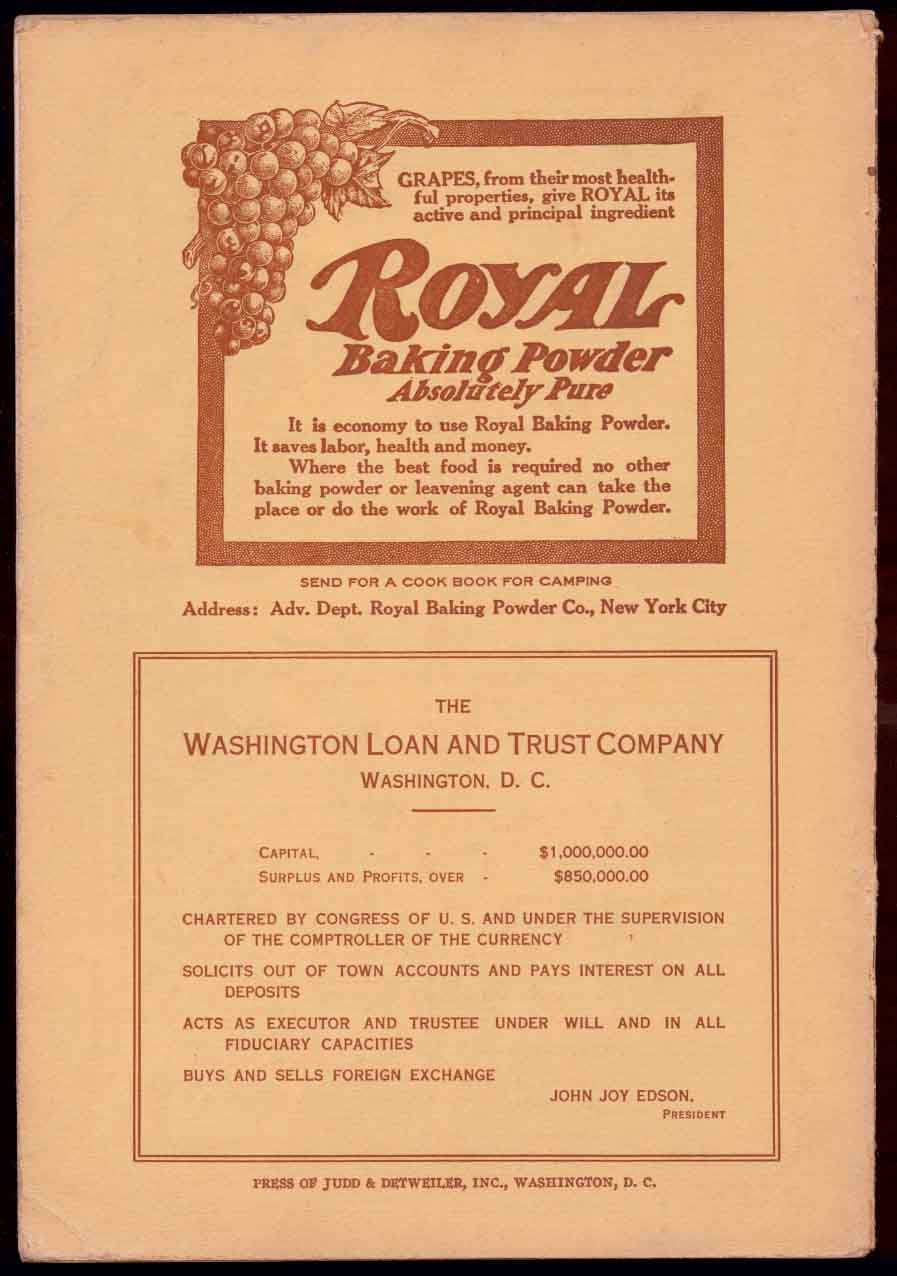 GRAPES, from their most health-
ful properties, give ROYAL its
active and principal ingredient
ROYAL
Baking Powder
Absolutely Pure
It is economy to use Royal Baking Powder.
It saves labor, health and money.
Where the best food is required no other
baking powder or leavening agent can take the
place or do the work of Royal Baking Powder.
SEND FOR A COOK BOOK FOR CAMPING
Address: Adv. Dept. Royal Baking Powder Co., New York City
THE
WASHINGTON LOAN AND TRUST COMPANY
WASHINGTON, D. C.
CAPITAL, - - - $1,000,000.00
SURPLUS AND PROFITS, OVER - $850,000.00
CHARTERED BY CONGRESS OF U. S. AND UNDER THE SUPERVISION
OF THE COMPTROLLER OF THE CURRENCY
SOLICITS OUT OF TOWN ACCOUNTS AND PAYS INTEREST ON ALL
DEPOSITS
ACTS AS EXECUTOR AND TRUSTEE UNDER WILL AND IN ALL
FIDUCIARY CAPACITIES
BUYS AND SELLS FOREIGN EXCHANGE
JOHN JOY EDSON,
PRESIDENT
PRESS OF JUDD & DETWEILER, INC., WASHINGTON, D. C.